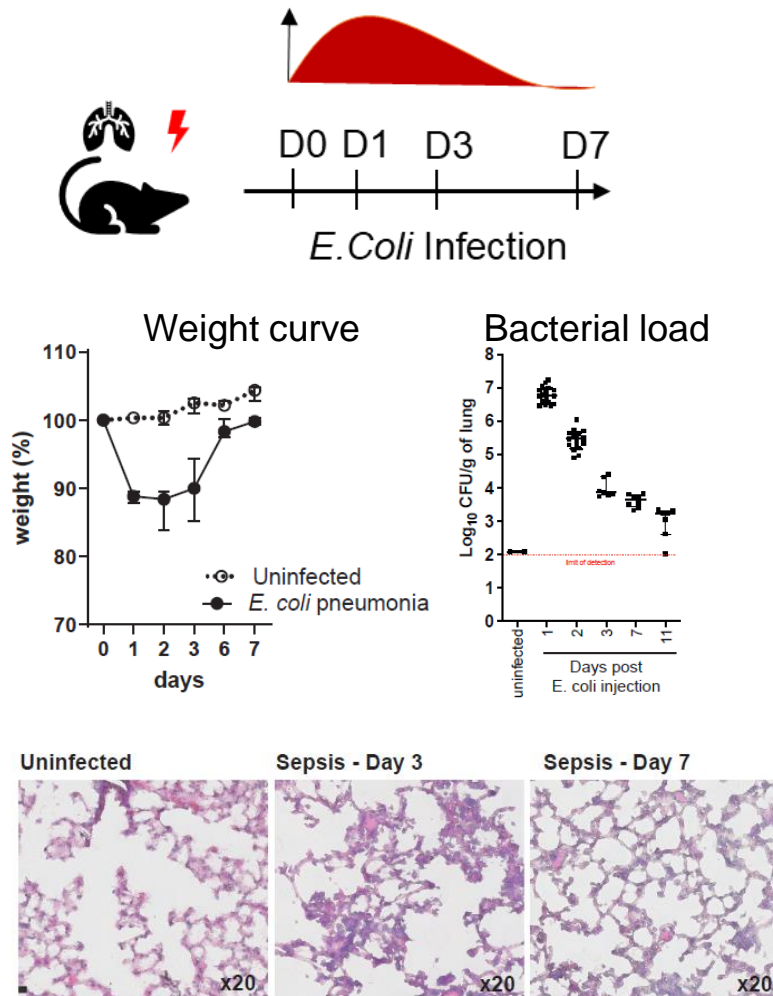 D0 D1 D3 D7
E.Coli Infection
Weight curve
110
100
90
80
70
weight (%)
0 1 2 3 6 7
days
Uninfected
E. coli pneumonia
Bacterial load
8
7
6
5
4
3
2
1
0
Log10 CFU/g of lung
limit of detection
uninfected
1 2 3 7 11
Days post
E. coli injection
Uninfected
x20
Sepsis - Day 3
x20
Sepsis - Day 7
x20